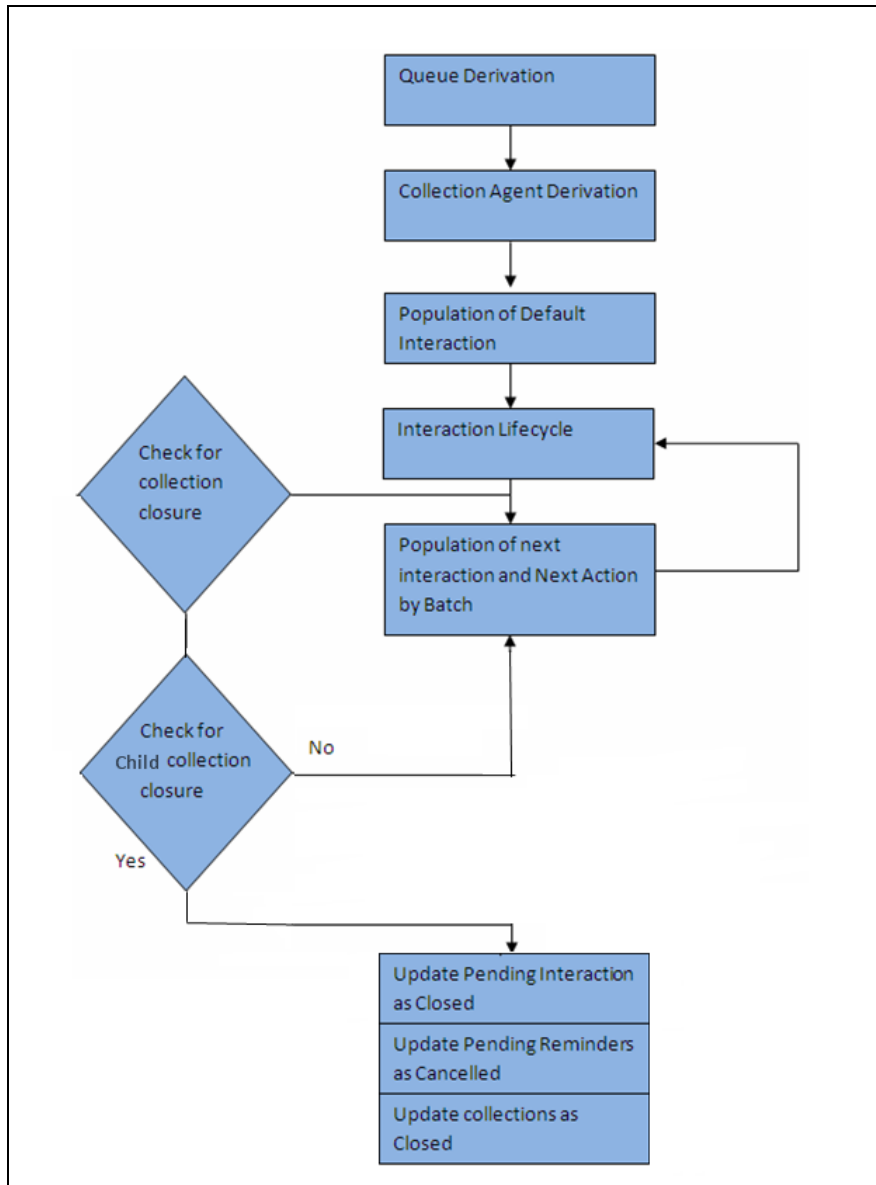 Queue Derivation
Collection Agent Derivation
Population of Default
Interaction
Interaction Lifecycle
Check for
collection
closure
Population of next
interaction and Next Action
by Batch
Check for
Child collection
closure
No
Yes
Update Pending Interaction
as Closed
Update Pending Reminders
as Cancelled
Update collections as
Closed